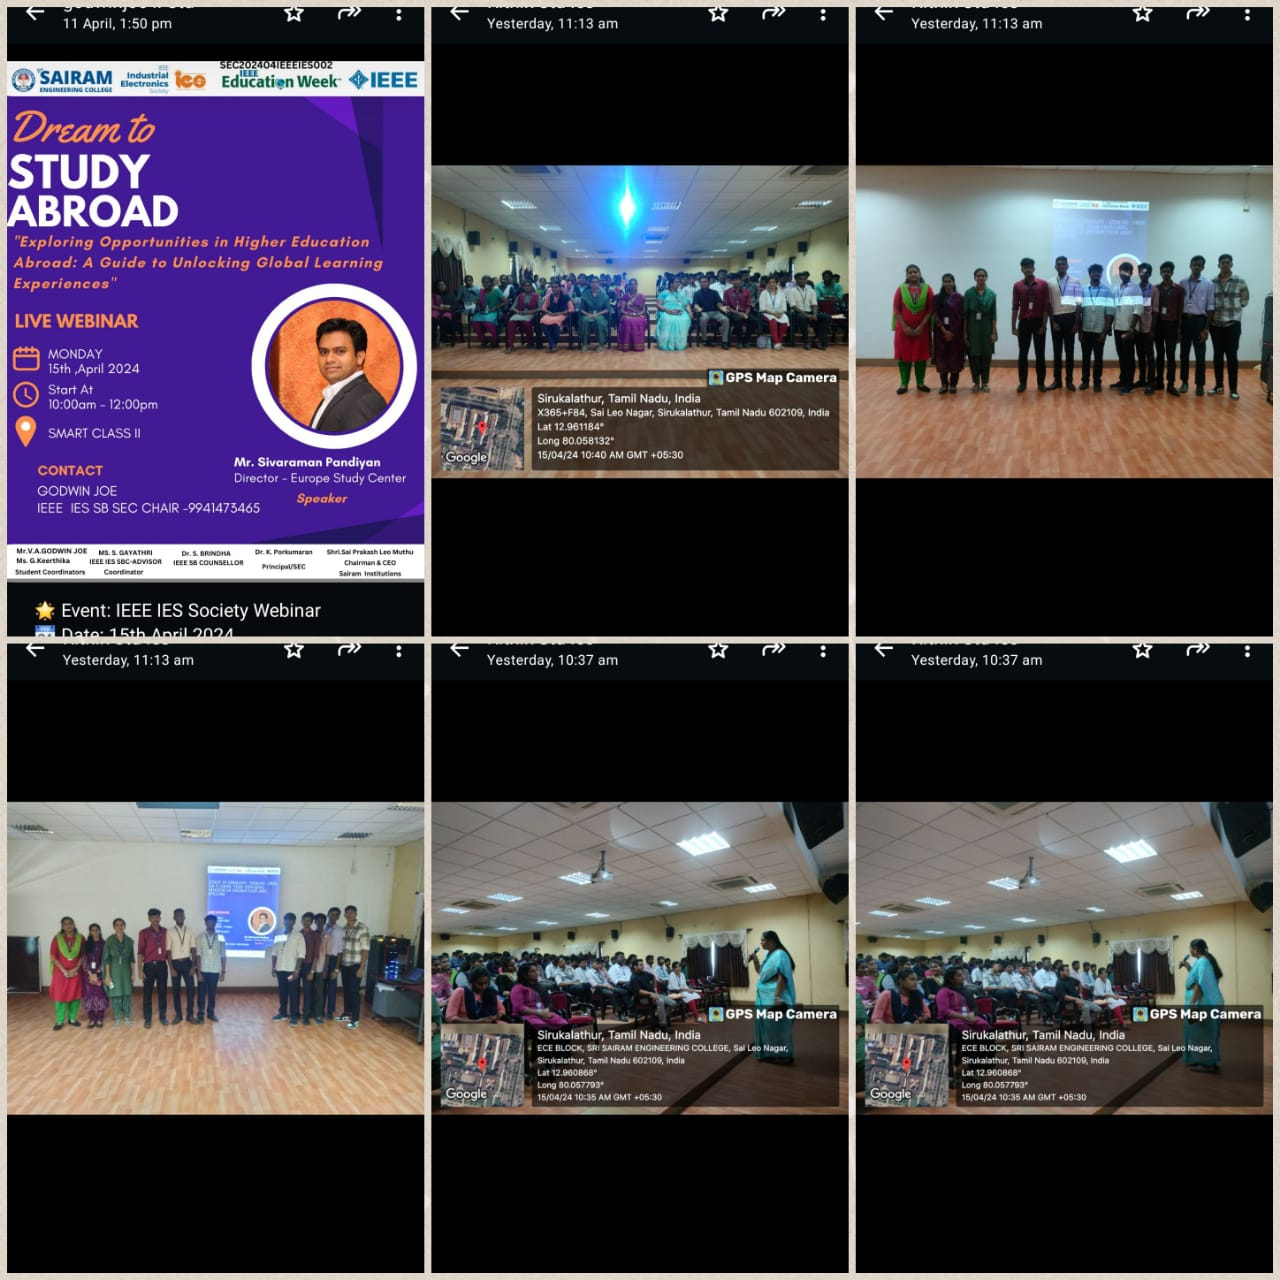 11 April, 1:50 pm
SAIRAM
ENGINEERING COLLEGE
IEEE
Industrial
Electronics
Society
ies
SEC202404IEEEIES002
IEEE
Education Week
IEEE
Dream to
STUDY
ABROAD
"Exploring Opportunities in Higher Education
Abroad: A Guide to Unlocking Global Learning
Experiences"
LIVE WEBINAR
MONDAY
15th ,April 2024
Start At
10:00am - 12:00pm
SMART CLASS II
CONTACT
GODWIN JOE
IEEE IES SB SEC CHAIR -9941473465
Mr. Sivaraman Pandiyan
Director - Europe Study Center
Speaker
Mr.V.A.GODWIN JOE
Ms. G.Keerthika
Student Coordinators
MS. S. GAYATHRI
IEEE IES SBC-ADVISOR
Coordinator
Dr. S. BRINDHA
IEEE SB COUNSELLOR
Dr. K. Porkumaran
Principal/SEC
Shri.Sai Prakash Leo Muthu
Chairman & CEO
Sairam Institutions
🌟 Event: IEEE IES Society Webinar
Date: 15th April 2024
Yesterday, 11:13 am
GPS Map Camera
Google
Sirukalathur, Tamil Nadu, India
X365+F84, Sai Leo Nagar, Sirukalathur, Tamil Nadu 602109, India
Lat 12.961184°
Long 80.058132°
15/04/24 10:40 AM GMT +05:30
Yesterday, 11:13 am
Yesterday, 11:13 am
Yesterday, 10:37 am
GPS Map Camera
Google
Sirukalathur, Tamil Nadu, India
ECE BLOCK, SRI SAIRAM ENGINEERING COLLEGE, Sai Leo Nagar,
Sirukalathur, Tamil Nadu 602109, India
Lat 12.960868°
Long 80.057793°
15/04/24 10:35 AM GMT +05:30
Yesterday, 10:37 am
GPS Map Camera
Google
Sirukalathur, Tamil Nadu, India
ECE BLOCK, SRI SAIRAM ENGINEERING COLLEGE, Sai Leo Nagar,
Sirukalathur, Tamil Nadu 602109, India
Lat 12.960868°
Long 80.057793°
15/04/24 10:35 AM GMT +05:30